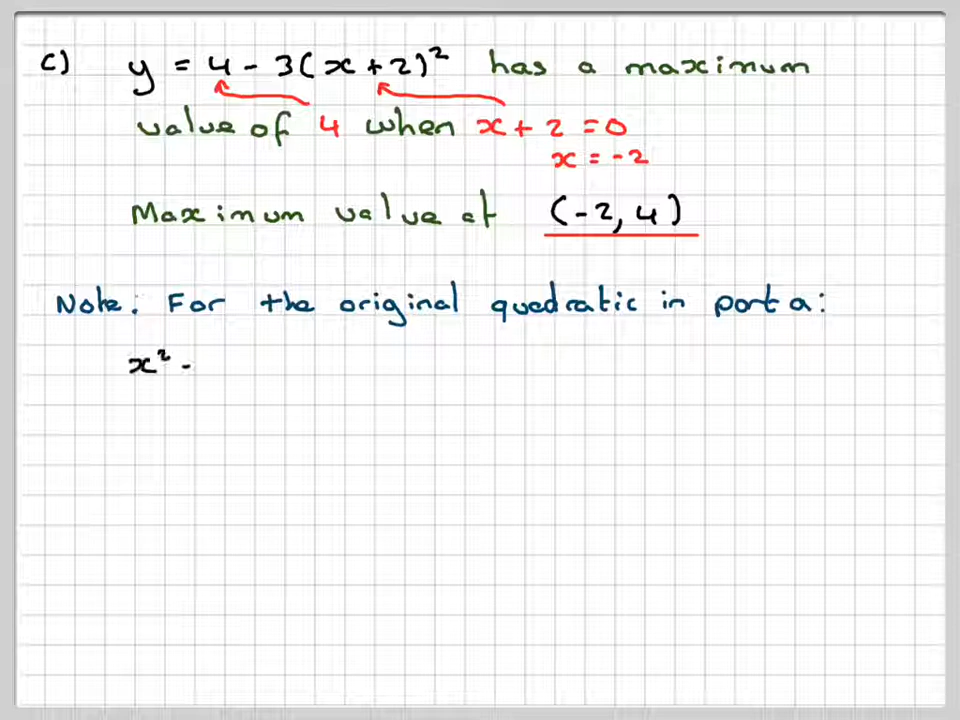 c) y = 4 - 3(x + 2)² has a maximum
value of 4 when x + 2 = 0
x = -2
Maximum value at (-2, 4)
Note: For the original quadratic in part a:
x² -